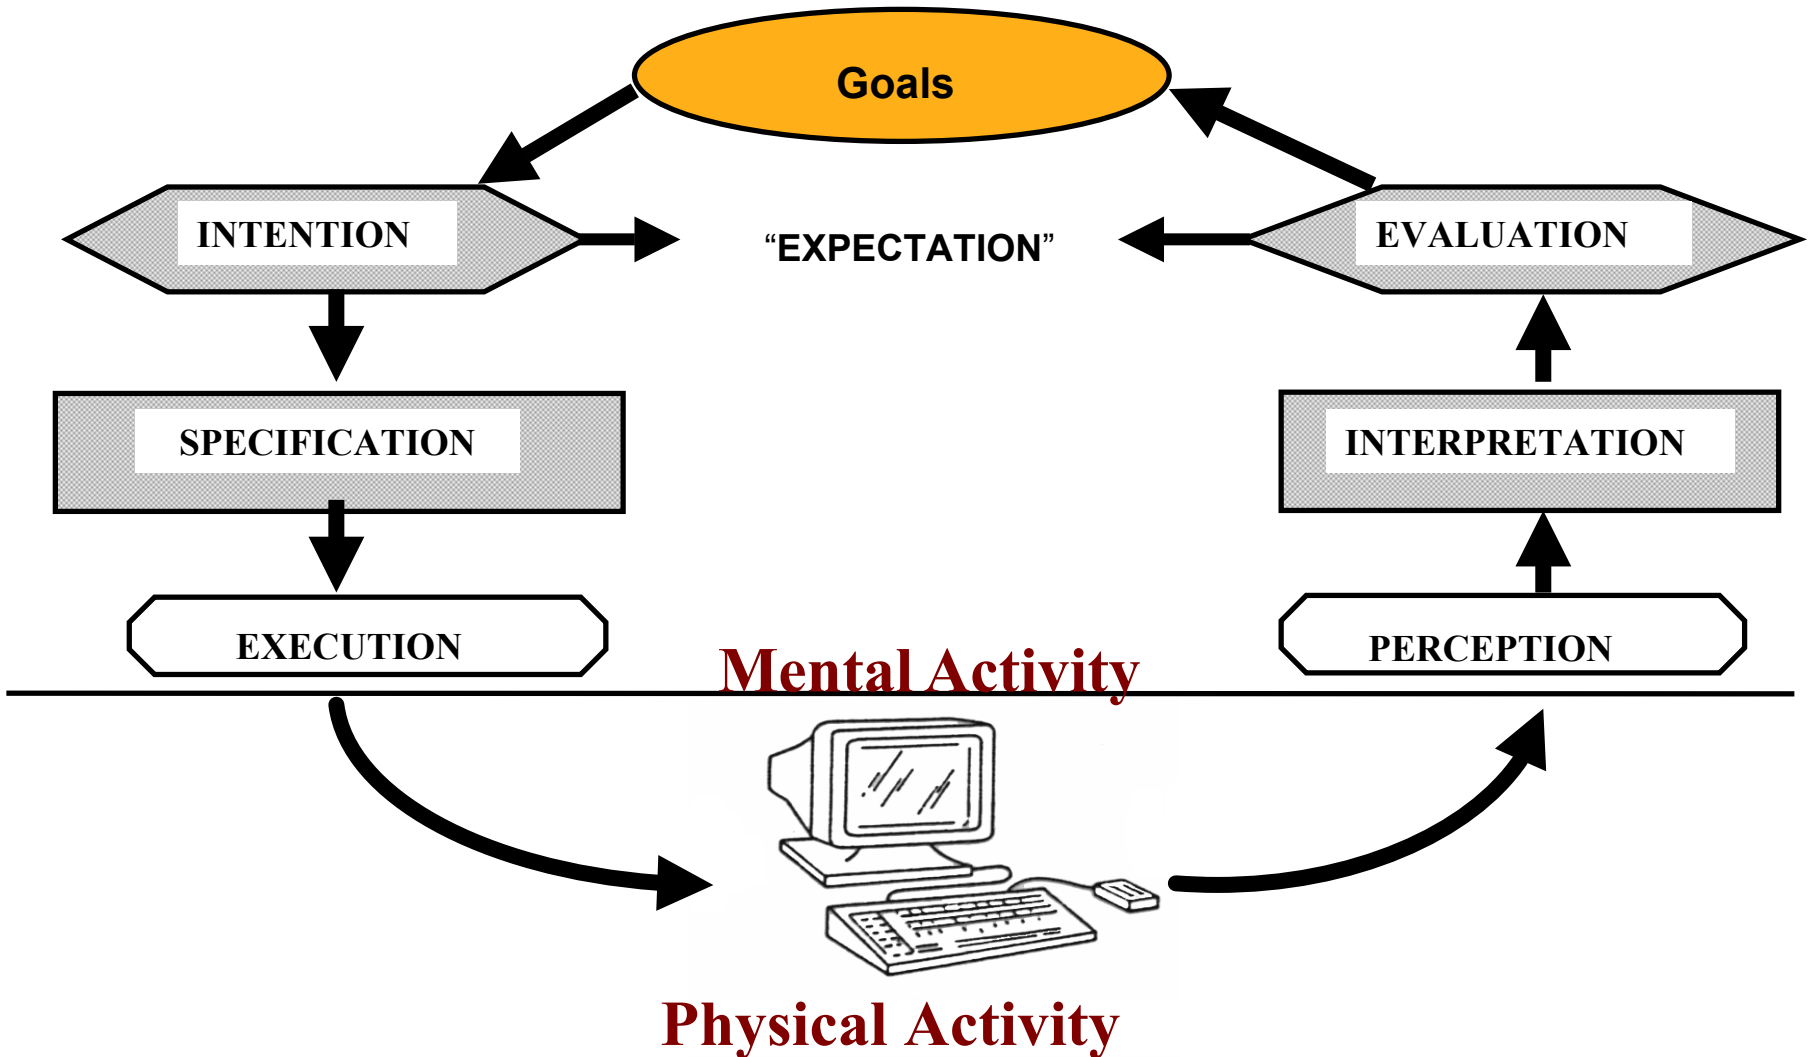 Goals
INTENTION
“EXPECTATION”
EVALUATION
SPECIFICATION
INTERPRETATION
EXECUTION
PERCEPTION
Mental Activity
Physical Activity